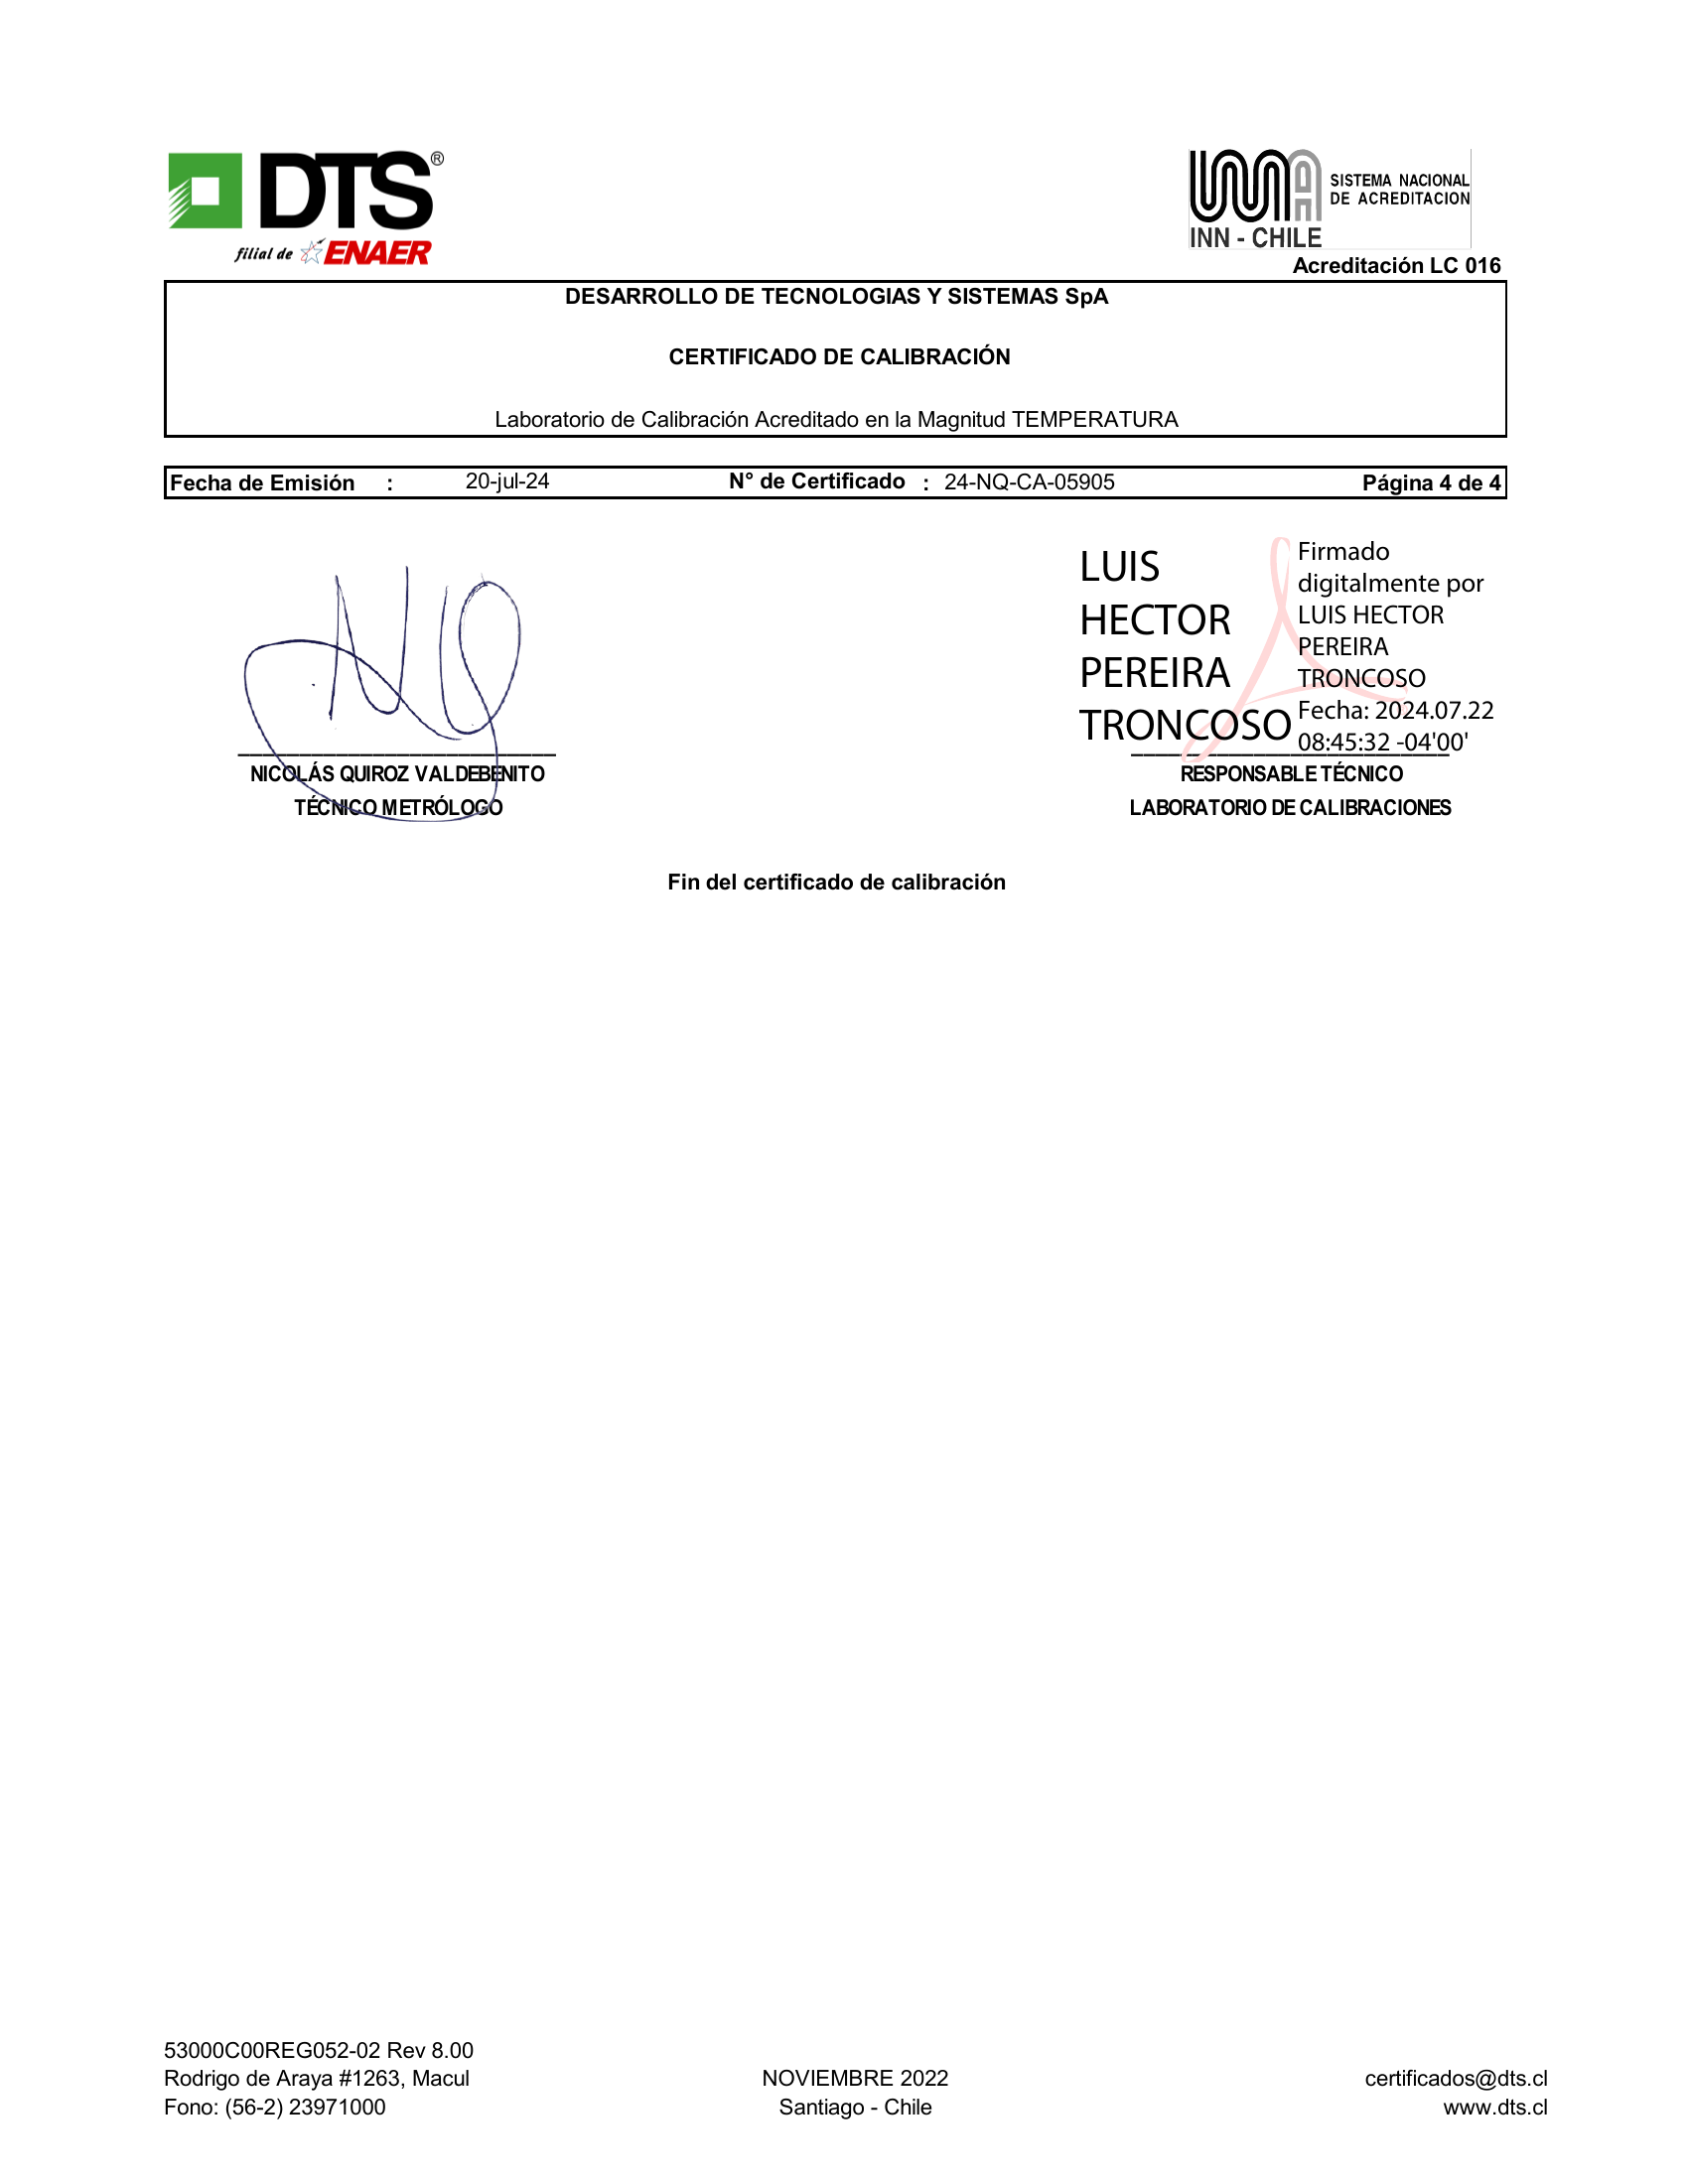 DTS®
filial de ENAER
SISTEMA NACIONAL
DE ACREDITACION
INN - CHILE
Acreditación LC 016
DESARROLLO DE TECNOLOGIAS Y SISTEMAS SpA
CERTIFICADO DE CALIBRACIÓN
Laboratorio de Calibración Acreditado en la Magnitud TEMPERATURA
Fecha de Emisión : 20-jul-24 N° de Certificado : 24-NQ-CA-05905 Página 4 de 4
LUIS
HECTOR
PEREIRA
TRONCOSO
Firmado
digitalmente por
LUIS HECTOR
PEREIRA
TRONCOSO
Fecha: 2024.07.22
08:45:32 -04'00'
NICOLÁS QUIROZ VALDEBENITO
TÉCNICO METRÓLOGO
RESPONSABLE TÉCNICO
LABORATORIO DE CALIBRACIONES
Fin del certificado de calibración
53000C00REG052-02 Rev 8.00
Rodrigo de Araya #1263, Macul
Fono: (56-2) 23971000
NOVIEMBRE 2022
Santiago - Chile
certificados@dts.cl
www.dts.cl